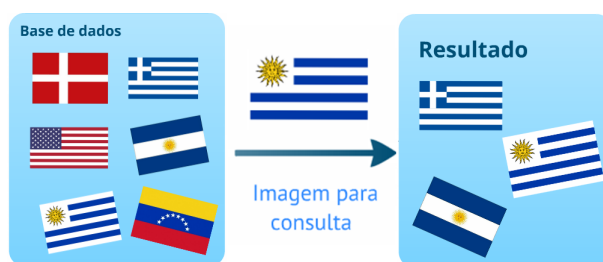 Base de dados
Imagem para
consulta
Resultado